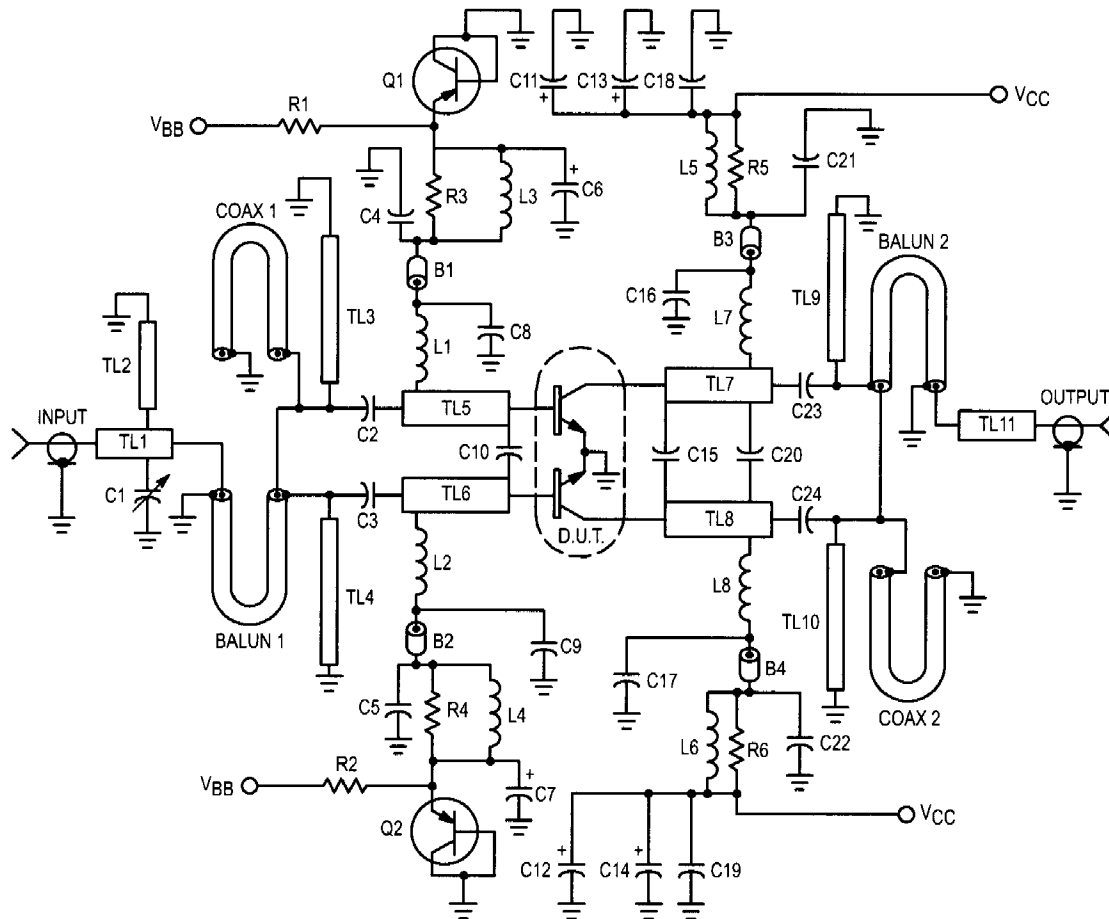 Q1
C11
C13
C18
VCC
R1
VBB
L5
R5
C21
C4
R3
L3
C6
COAX 1
B3
BALUN 2
B1
C16
TL9
TL3
L7
TL2
L1
C8
INPUT
TL5
TL7
OUTPUT
TL1
C2
C23
TL11
C10
C15
C20
C1
C24
TL6
TL8
C3
D.U.T.
L2
L8
TL4
TL10
BALUN 1
B2
C9
B4
C17
C5
R4
L4
COAX 2
L6
R6
C22
R2
VBB
C7
VCC
Q2
C12
C14
C19